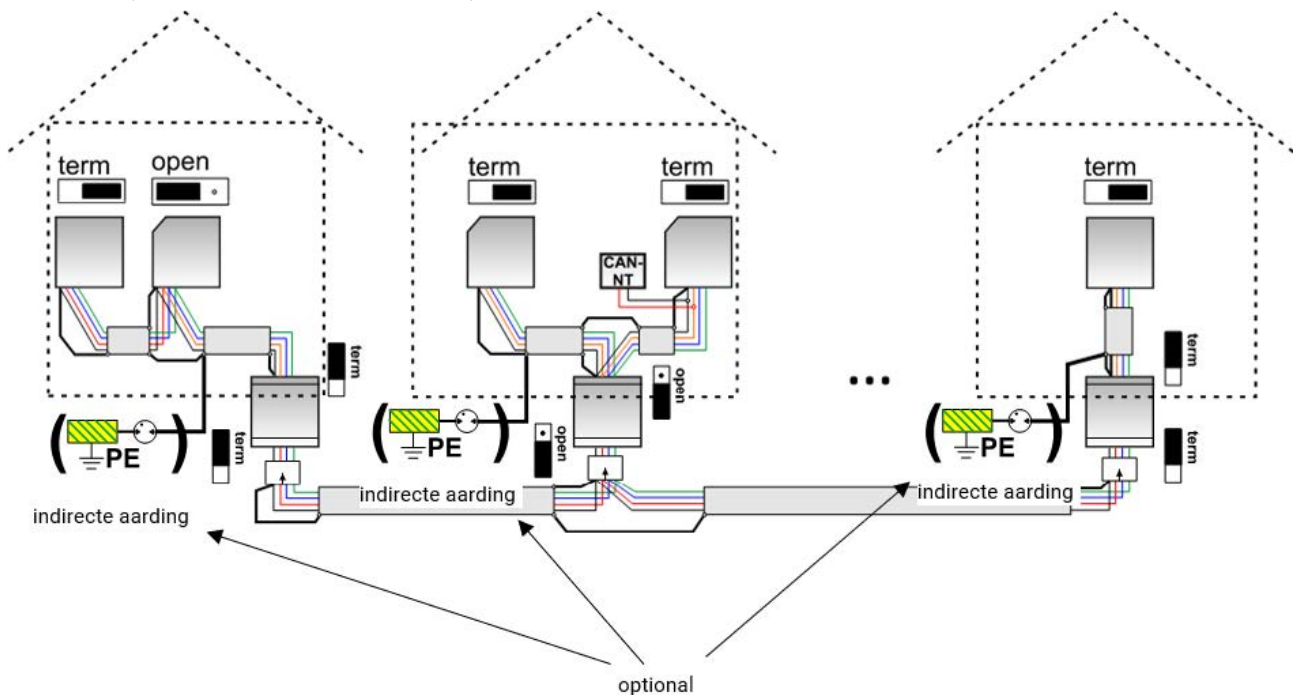 term
open
term
term
term
CAN-
NT
term
open
term
...
PE
PE
PE
term
open
term
indirecte aarding
indirecte aarding
indirecte aarding
optional